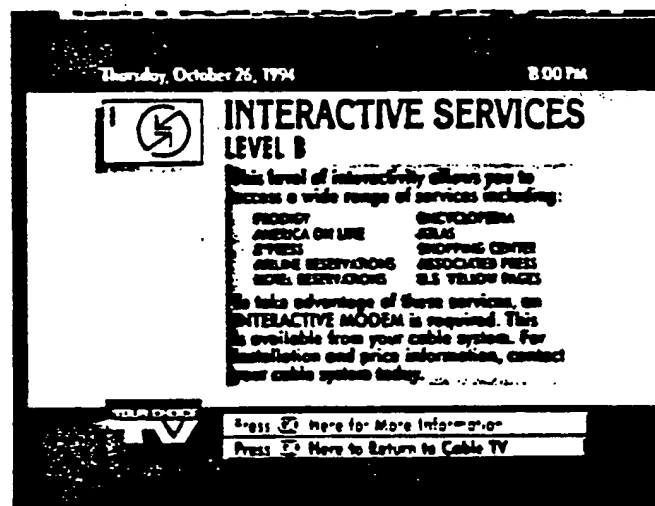 Thursday, October 26, 1994 8:00 PM
INTERACTIVE SERVICES
LEVEL B
This level of interactivity allows you to
access a wide range of services including:
PRODIGY ENCYCLOPEDIA
AMERICA ON LINE ATLAS
X*PRESS SHOPPING CENTER
AIRLINE RESERVATIONS ASSOCIATED PRESS
HOTEL RESERVATIONS U.S. YELLOW PAGES
To take advantage of these services, an
INTERACTIVE MODEM is required. This
is available from your cable system. For
installation and price information, contact
your cable system today.
YOUR CHOICE
TV
Press Here for More Information
Press Here to Return to Cable TV